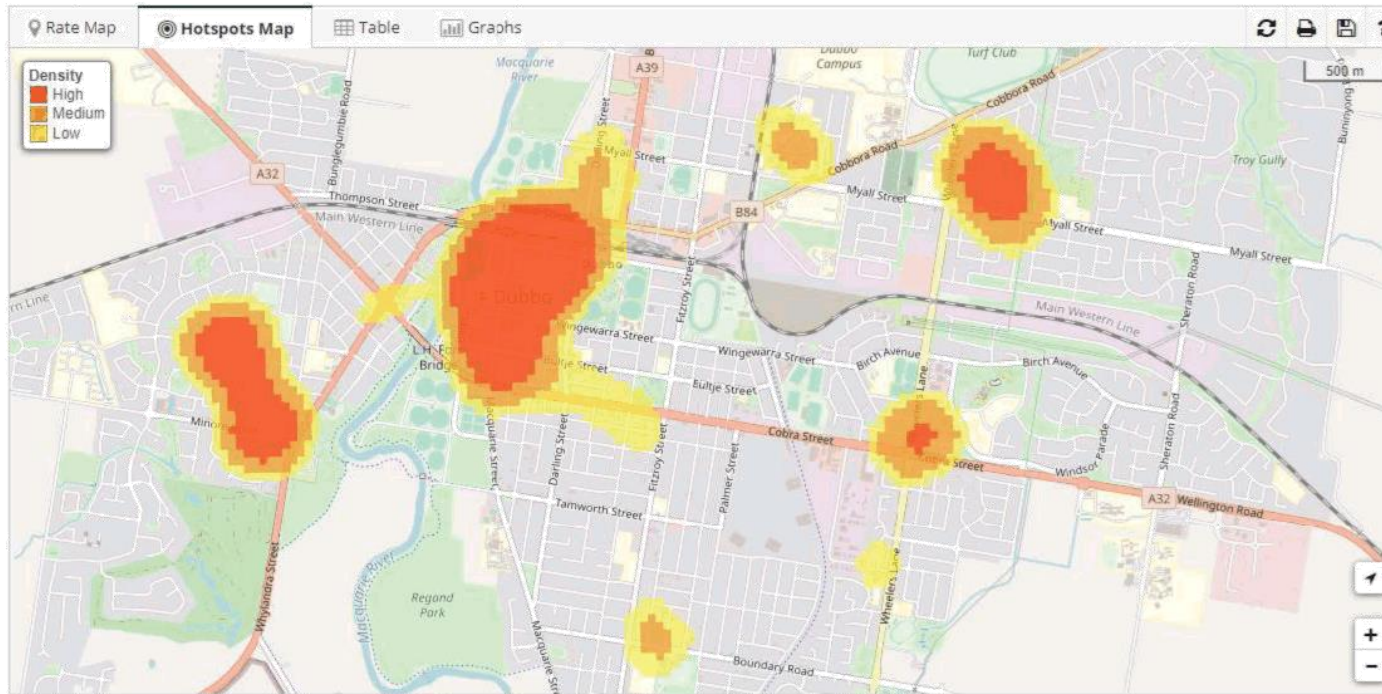 Rate Map
Hotspots Map
Table
Graphs
Density
High
Medium
Low
500 m
Macquarie
River
A39
Dubbo
Campus
Turf Club
Cobbora Road
Bunglegumbie Road
A32
Myall Street
Cobbora Road
Troy Gully
Thompson Street
Main Western Line
B84
Myall Street
Myall Street
Myall Street
Dubbo
Fitzroy Street
Main Western Line
Sheraton Road
Wingewarra Street
Wingewarra Street
Birch Avenue
Birch Avenue
Bridge
Bultje Street
Bultje Street
Macquarie Street
Darling Street
Fitzroy Street
Palmer Street
Cobra Street
Windsor Parade
Sheraton Road
A32
Wellington Road
Tamworth Street
Whylandra Street
Macquarie River
Regand
Park
Wheelers Lane
Boundary Road
+
−